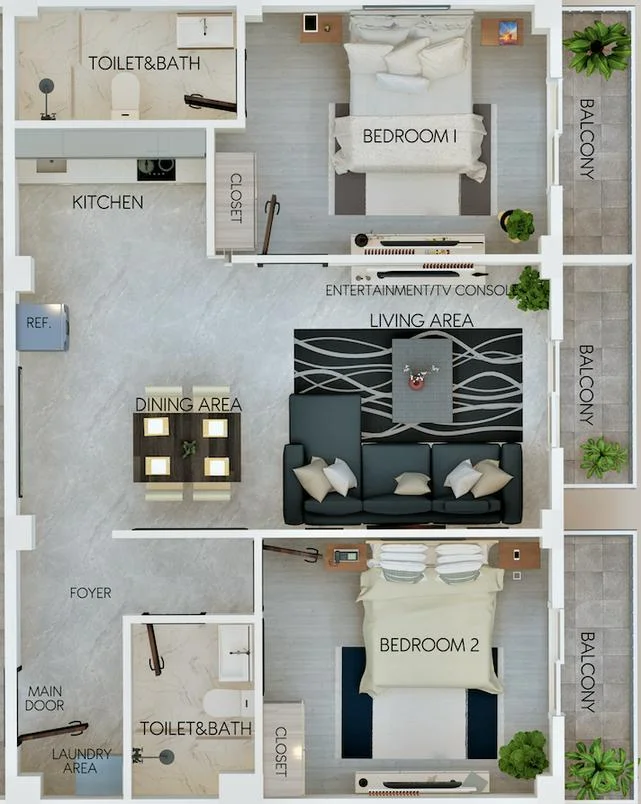 TOILET&BATH
BEDROOM 1
BALCONY
KITCHEN
CLOSET
ENTERTAINMENT/TV CONSOLE
LIVING AREA
REF.
DINING AREA
BALCONY
FOYER
BEDROOM 2
BALCONY
MAIN
DOOR
TOILET&BATH
CLOSET
LAUNDRY
AREA